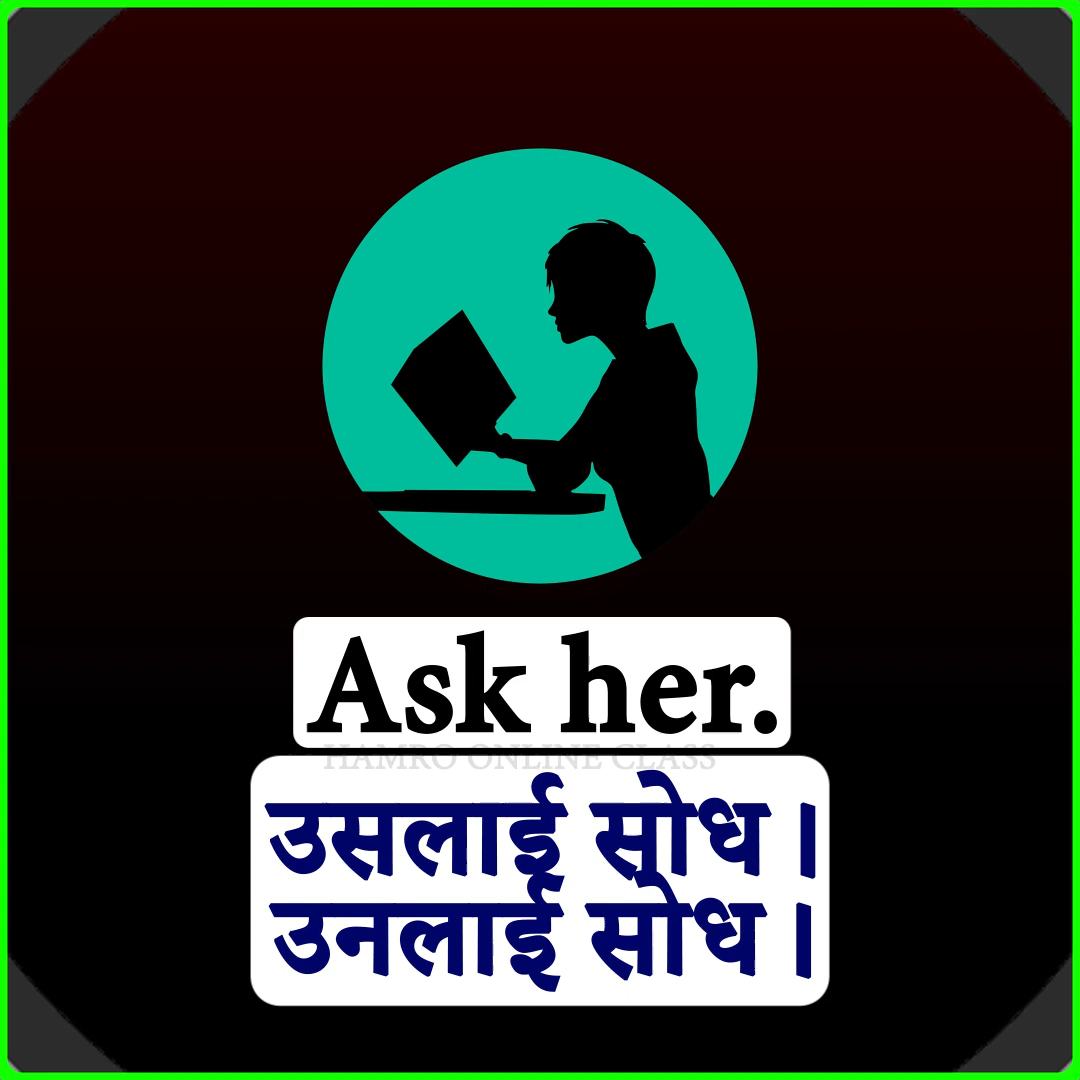 Ask her.
HAMRO ONLINE CLASS
उसलाई सोध ।
उनलाई सोध ।